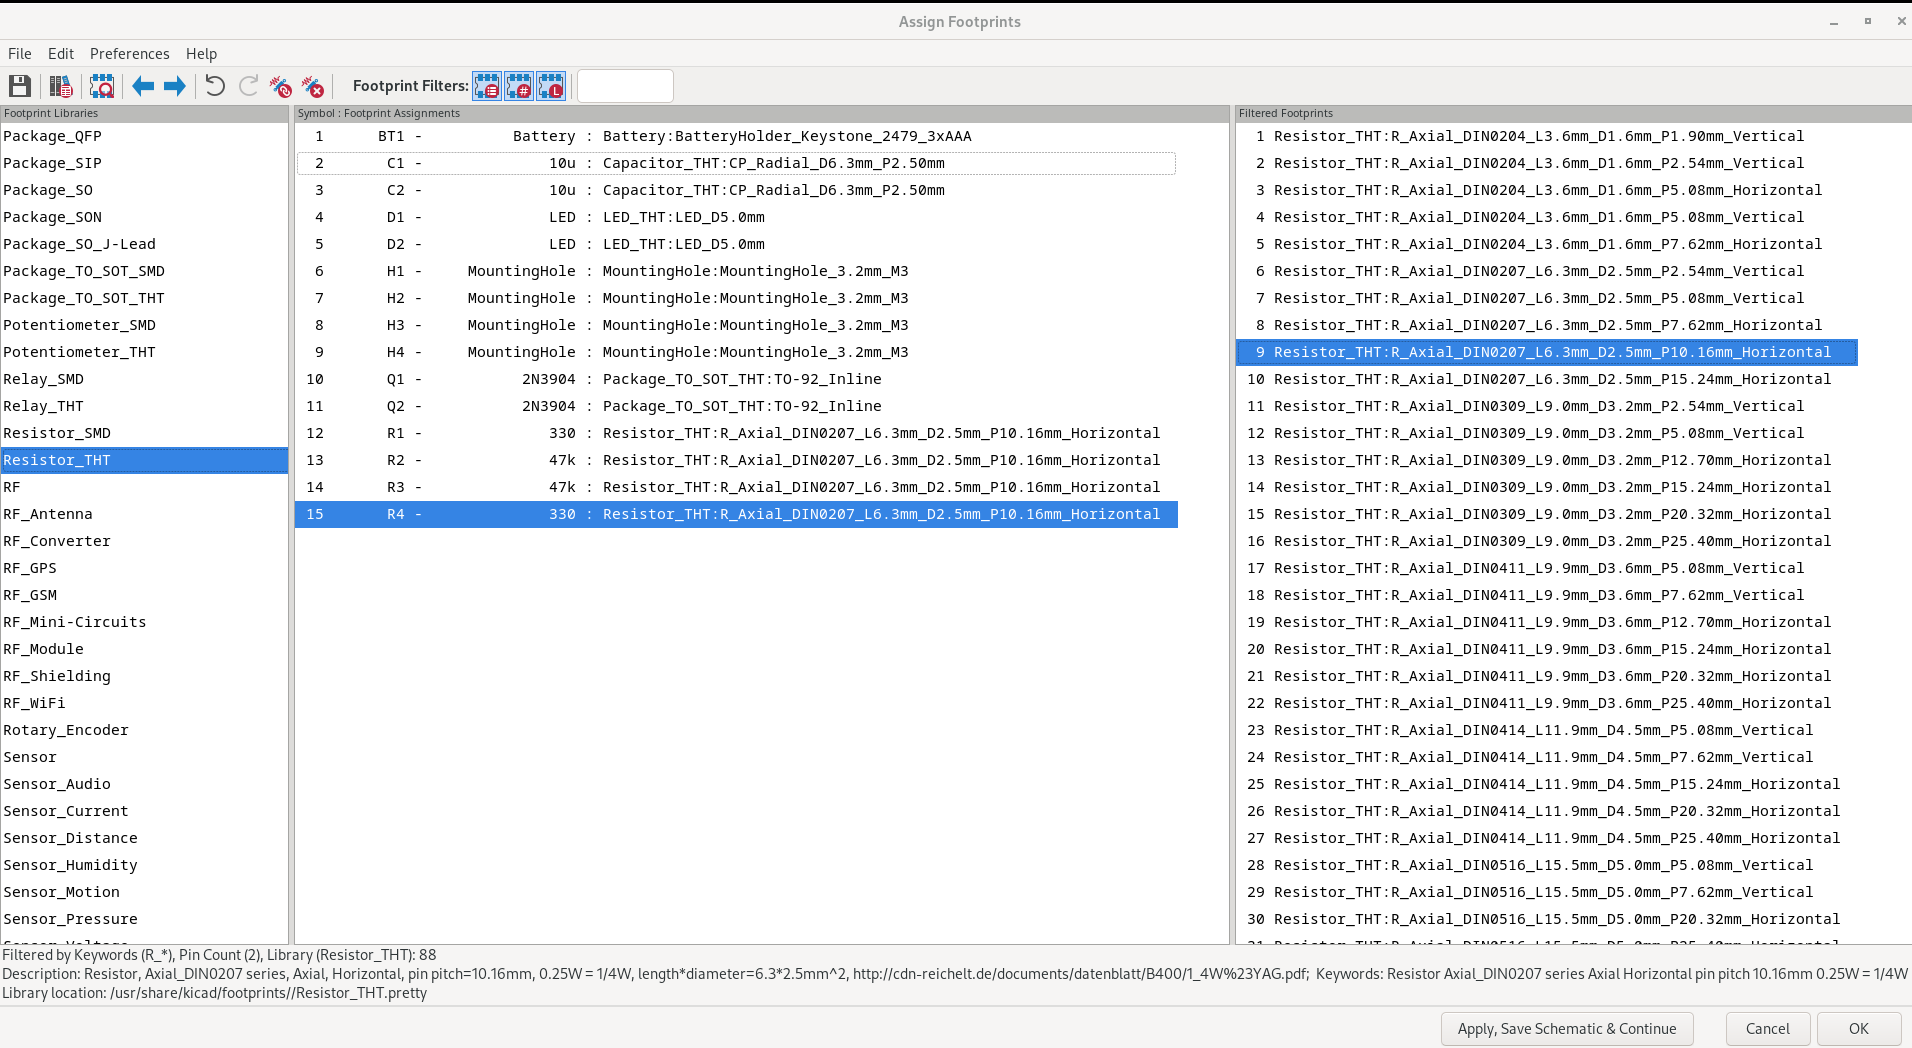 Assign Footprints
File Edit Preferences Help
Footprint Filters:
Footprint Libraries
Package_QFP
Package_SIP
Package_SO
Package_SON
Package_SO_J-Lead
Package_TO_SOT_SMD
Package_TO_SOT_THT
Potentiometer_SMD
Potentiometer_THT
Relay_SMD
Relay_THT
Resistor_SMD
Resistor_THT
RF
RF_Antenna
RF_Converter
RF_GPS
RF_GSM
RF_Mini-Circuits
RF_Module
RF_Shielding
RF_WiFi
Rotary_Encoder
Sensor
Sensor_Audio
Sensor_Current
Sensor_Distance
Sensor_Humidity
Sensor_Motion
Sensor_Pressure
Sensor_Voltage
Symbol : Footprint Assignments
1 BT1 - Battery : Battery:BatteryHolder_Keystone_2479_3xAAA
2 C1 - 10u : Capacitor_THT:CP_Radial_D6.3mm_P2.50mm
3 C2 - 10u : Capacitor_THT:CP_Radial_D6.3mm_P2.50mm
4 D1 - LED : LED_THT:LED_D5.0mm
5 D2 - LED : LED_THT:LED_D5.0mm
6 H1 - MountingHole : MountingHole:MountingHole_3.2mm_M3
7 H2 - MountingHole : MountingHole:MountingHole_3.2mm_M3
8 H3 - MountingHole : MountingHole:MountingHole_3.2mm_M3
9 H4 - MountingHole : MountingHole:MountingHole_3.2mm_M3
10 Q1 - 2N3904 : Package_TO_SOT_THT:TO-92_Inline
11 Q2 - 2N3904 : Package_TO_SOT_THT:TO-92_Inline
12 R1 - 330 : Resistor_THT:R_Axial_DIN0207_L6.3mm_D2.5mm_P10.16mm_Horizontal
13 R2 - 47k : Resistor_THT:R_Axial_DIN0207_L6.3mm_D2.5mm_P10.16mm_Horizontal
14 R3 - 47k : Resistor_THT:R_Axial_DIN0207_L6.3mm_D2.5mm_P10.16mm_Horizontal
15 R4 - 330 : Resistor_THT:R_Axial_DIN0207_L6.3mm_D2.5mm_P10.16mm_Horizontal
Filtered Footprints
1 Resistor_THT:R_Axial_DIN0204_L3.6mm_D1.6mm_P1.90mm_Vertical
2 Resistor_THT:R_Axial_DIN0204_L3.6mm_D1.6mm_P2.54mm_Vertical
3 Resistor_THT:R_Axial_DIN0204_L3.6mm_D1.6mm_P5.08mm_Horizontal
4 Resistor_THT:R_Axial_DIN0204_L3.6mm_D1.6mm_P5.08mm_Vertical
5 Resistor_THT:R_Axial_DIN0204_L3.6mm_D1.6mm_P7.62mm_Horizontal
6 Resistor_THT:R_Axial_DIN0207_L6.3mm_D2.5mm_P2.54mm_Vertical
7 Resistor_THT:R_Axial_DIN0207_L6.3mm_D2.5mm_P5.08mm_Vertical
8 Resistor_THT:R_Axial_DIN0207_L6.3mm_D2.5mm_P7.62mm_Horizontal
9 Resistor_THT:R_Axial_DIN0207_L6.3mm_D2.5mm_P10.16mm_Horizontal
10 Resistor_THT:R_Axial_DIN0207_L6.3mm_D2.5mm_P15.24mm_Horizontal
11 Resistor_THT:R_Axial_DIN0309_L9.0mm_D3.2mm_P2.54mm_Vertical
12 Resistor_THT:R_Axial_DIN0309_L9.0mm_D3.2mm_P5.08mm_Vertical
13 Resistor_THT:R_Axial_DIN0309_L9.0mm_D3.2mm_P12.70mm_Horizontal
14 Resistor_THT:R_Axial_DIN0309_L9.0mm_D3.2mm_P15.24mm_Horizontal
15 Resistor_THT:R_Axial_DIN0309_L9.0mm_D3.2mm_P20.32mm_Horizontal
16 Resistor_THT:R_Axial_DIN0309_L9.0mm_D3.2mm_P25.40mm_Horizontal
17 Resistor_THT:R_Axial_DIN0411_L9.9mm_D3.6mm_P5.08mm_Vertical
18 Resistor_THT:R_Axial_DIN0411_L9.9mm_D3.6mm_P7.62mm_Vertical
19 Resistor_THT:R_Axial_DIN0411_L9.9mm_D3.6mm_P12.70mm_Horizontal
20 Resistor_THT:R_Axial_DIN0411_L9.9mm_D3.6mm_P15.24mm_Horizontal
21 Resistor_THT:R_Axial_DIN0411_L9.9mm_D3.6mm_P20.32mm_Horizontal
22 Resistor_THT:R_Axial_DIN0411_L9.9mm_D3.6mm_P25.40mm_Horizontal
23 Resistor_THT:R_Axial_DIN0414_L11.9mm_D4.5mm_P5.08mm_Vertical
24 Resistor_THT:R_Axial_DIN0414_L11.9mm_D4.5mm_P7.62mm_Vertical
25 Resistor_THT:R_Axial_DIN0414_L11.9mm_D4.5mm_P15.24mm_Horizontal
26 Resistor_THT:R_Axial_DIN0414_L11.9mm_D4.5mm_P20.32mm_Horizontal
27 Resistor_THT:R_Axial_DIN0414_L11.9mm_D4.5mm_P25.40mm_Horizontal
28 Resistor_THT:R_Axial_DIN0516_L15.5mm_D5.0mm_P5.08mm_Vertical
29 Resistor_THT:R_Axial_DIN0516_L15.5mm_D5.0mm_P7.62mm_Vertical
30 Resistor_THT:R_Axial_DIN0516_L15.5mm_D5.0mm_P20.32mm_Horizontal
31 Resistor_THT:R_Axial_DIN0516_L15.5mm_D5.0mm_P25.40mm_Horizontal
Filtered by Keywords (R_*), Pin Count (2), Library (Resistor_THT): 88
Description: Resistor, Axial_DIN0207 series, Axial, Horizontal, pin pitch=10.16mm, 0.25W = 1/4W, length*diameter=6.3*2.5mm^2, http://cdn-reichelt.de/documents/datenblatt/B400/1_4W%23YAG.pdf; Keywords: Resistor Axial_DIN0207 series Axial Horizontal pin pitch 10.16mm 0.25W = 1/4W
Library location: /usr/share/kicad/footprints//Resistor_THT.pretty
Apply, Save Schematic & Continue Cancel OK